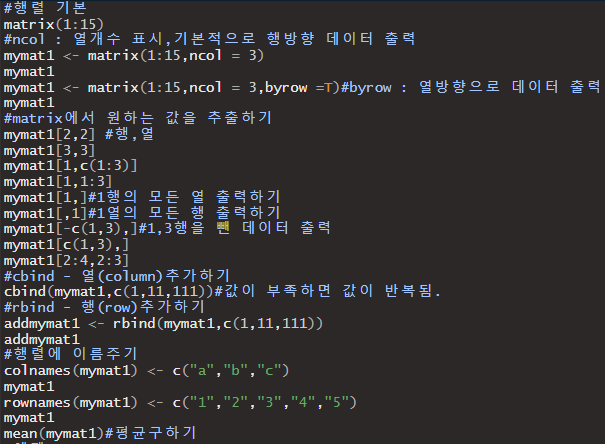 #행렬 기본
matrix(1:15)
#ncol : 열개수 표시,기본적으로 행방향 데이터 출력
mymat1 <- matrix(1:15,ncol = 3)
mymat1
mymat1 <- matrix(1:15,ncol = 3,byrow =T)#byrow : 열방향으로 데이터 출력
mymat1
#matrix에서 원하는 값을 추출하기
mymat1[2,2] #행,열
mymat1[3,3]
mymat1[1,c(1:3)]
mymat1[1,1:3]
mymat1[1,]#1행의 모든 열 출력하기
mymat1[,1]#1열의 모든 행 출력하기
mymat1[-c(1,3),]#1,3행을 뺀 데이터 출력
mymat1[c(1,3),]
mymat1[2:4,2:3]
#cbind - 열(column)추가하기
cbind(mymat1,c(1,11,111))#값이 부족하면 값이 반복됨.
#rbind - 행(row)추가하기
addmymat1 <- rbind(mymat1,c(1,11,111))
addmymat1
#행렬에 이름주기
colnames(mymat1) <- c("a","b","c")
mymat1
rownames(mymat1) <- c("1","2","3","4","5")
mymat1
mean(mymat1)#평균구하기